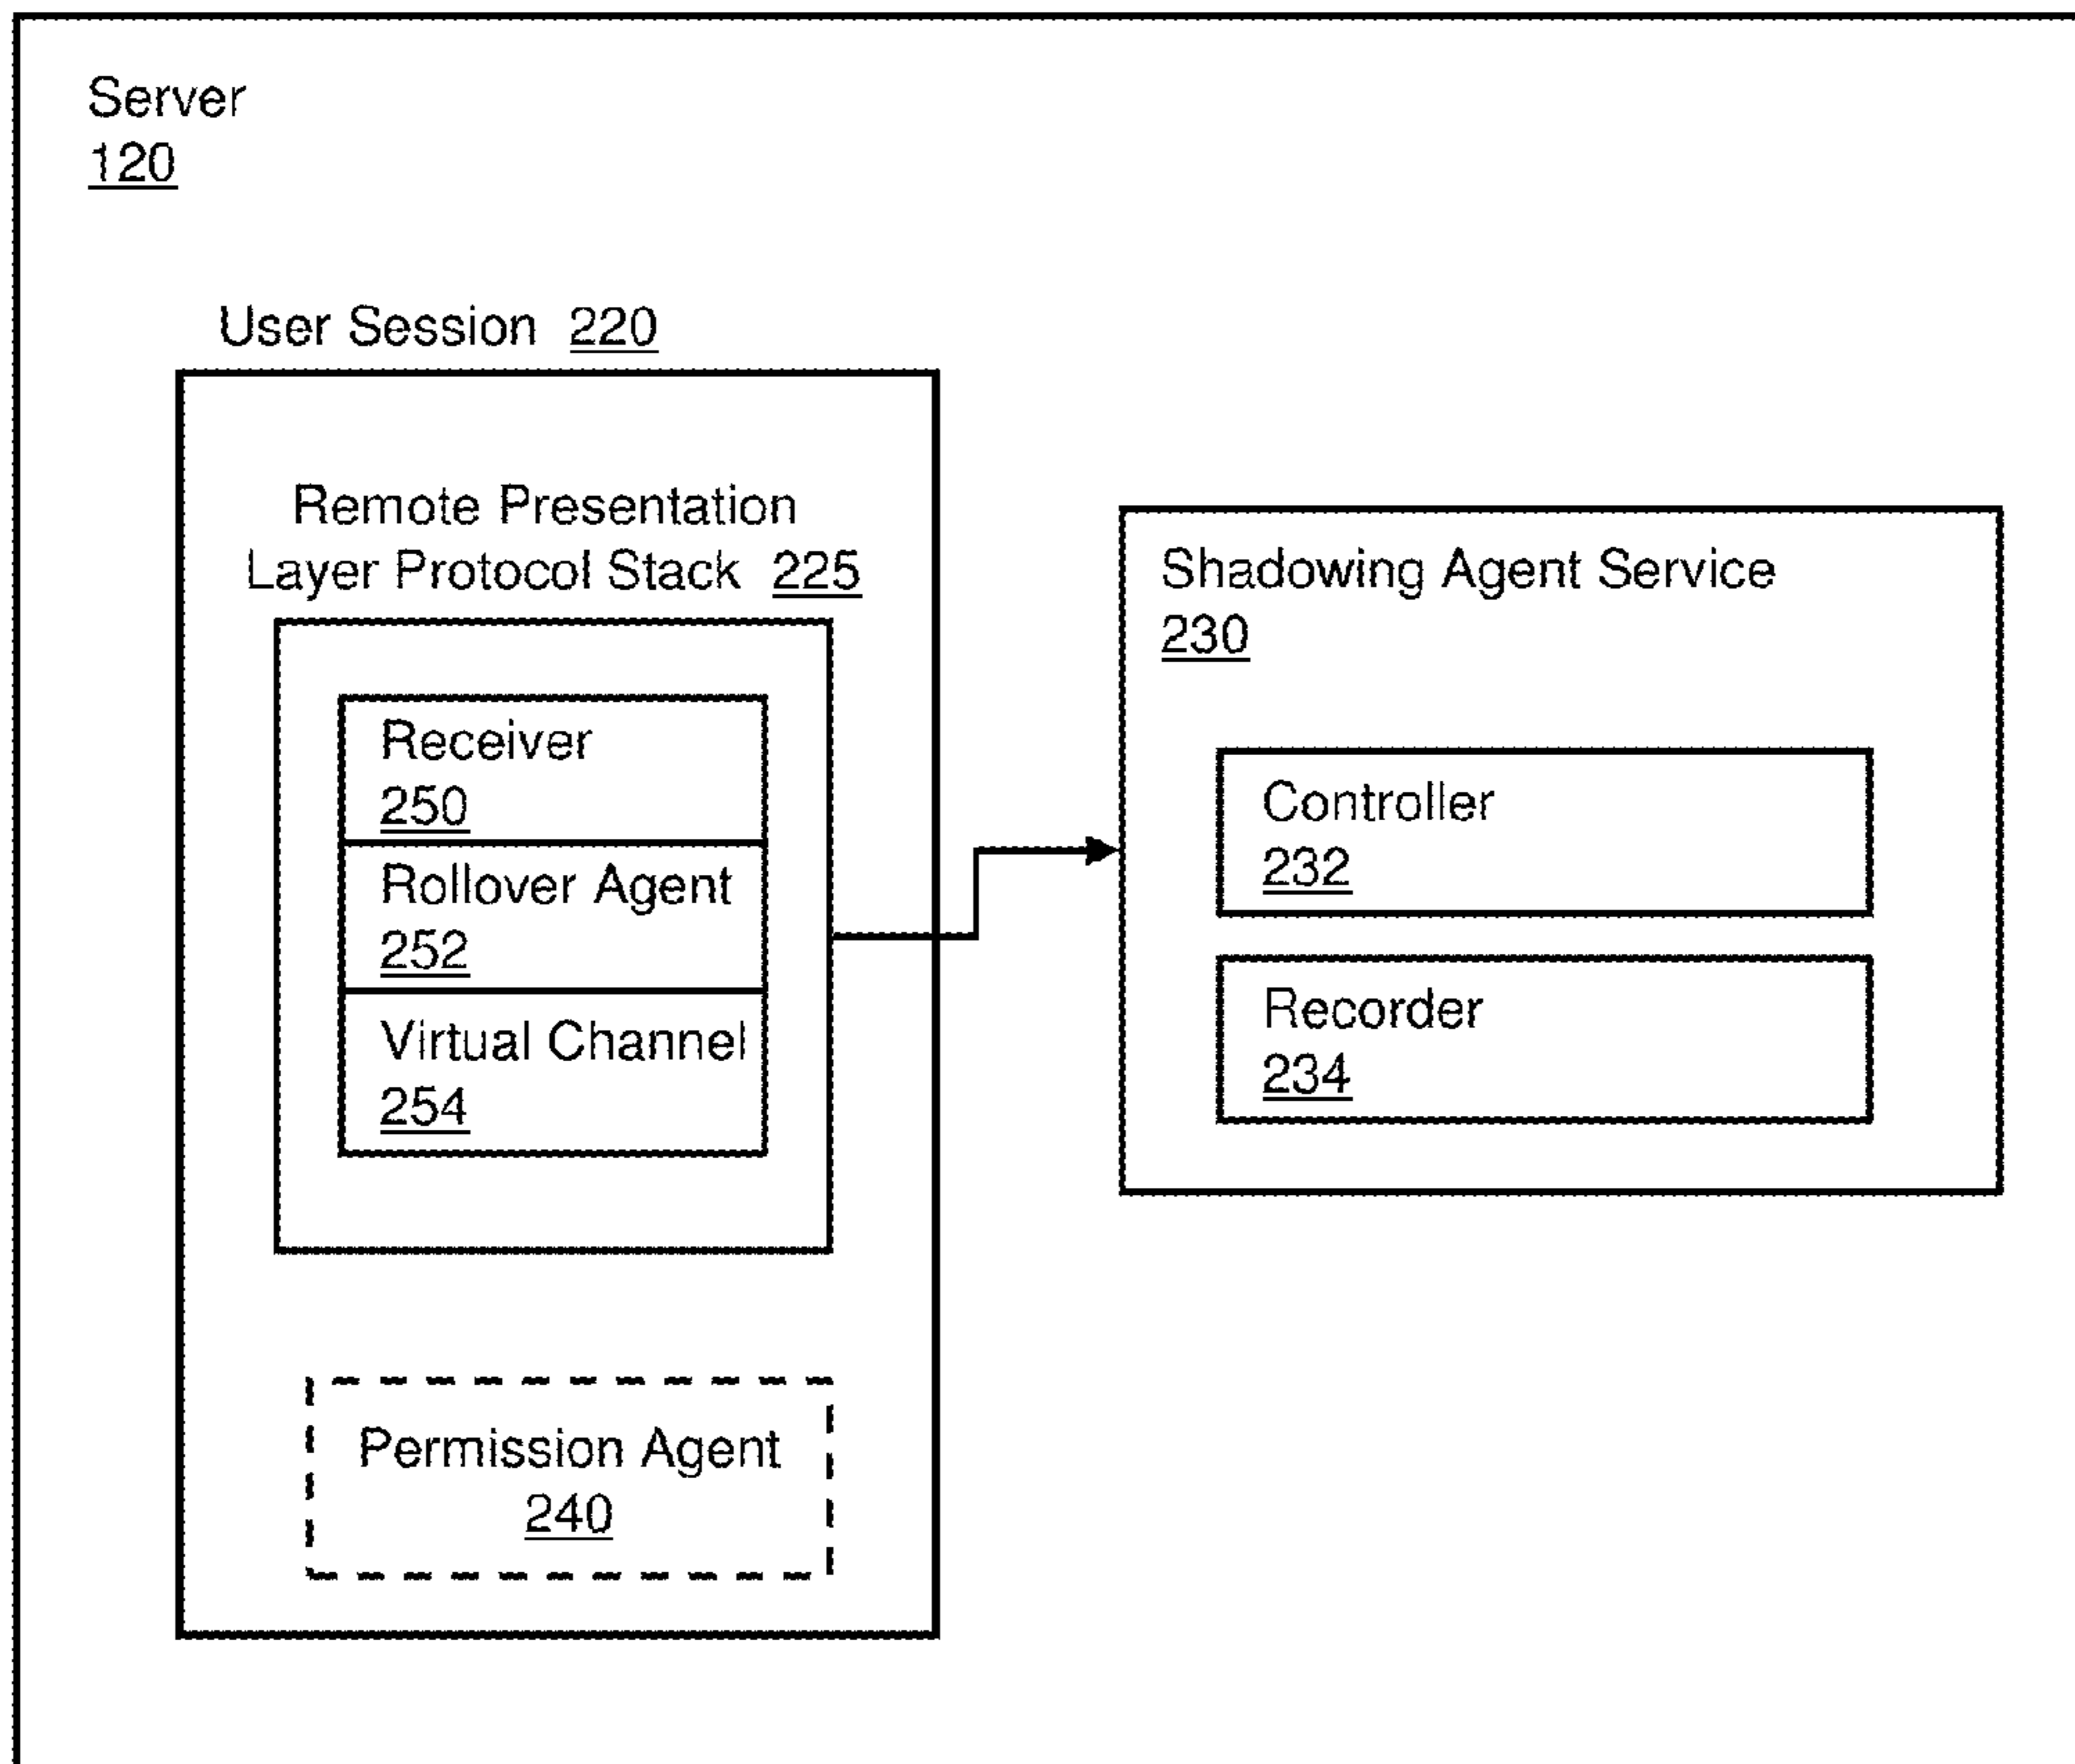 Server
120
User Session 220
Remote Presentation
Layer Protocol Stack 225
Receiver
250
Rollover Agent
252
Virtual Channel
254
Permission Agent
240
Shadowing Agent Service
230
Controller
232
Recorder
234